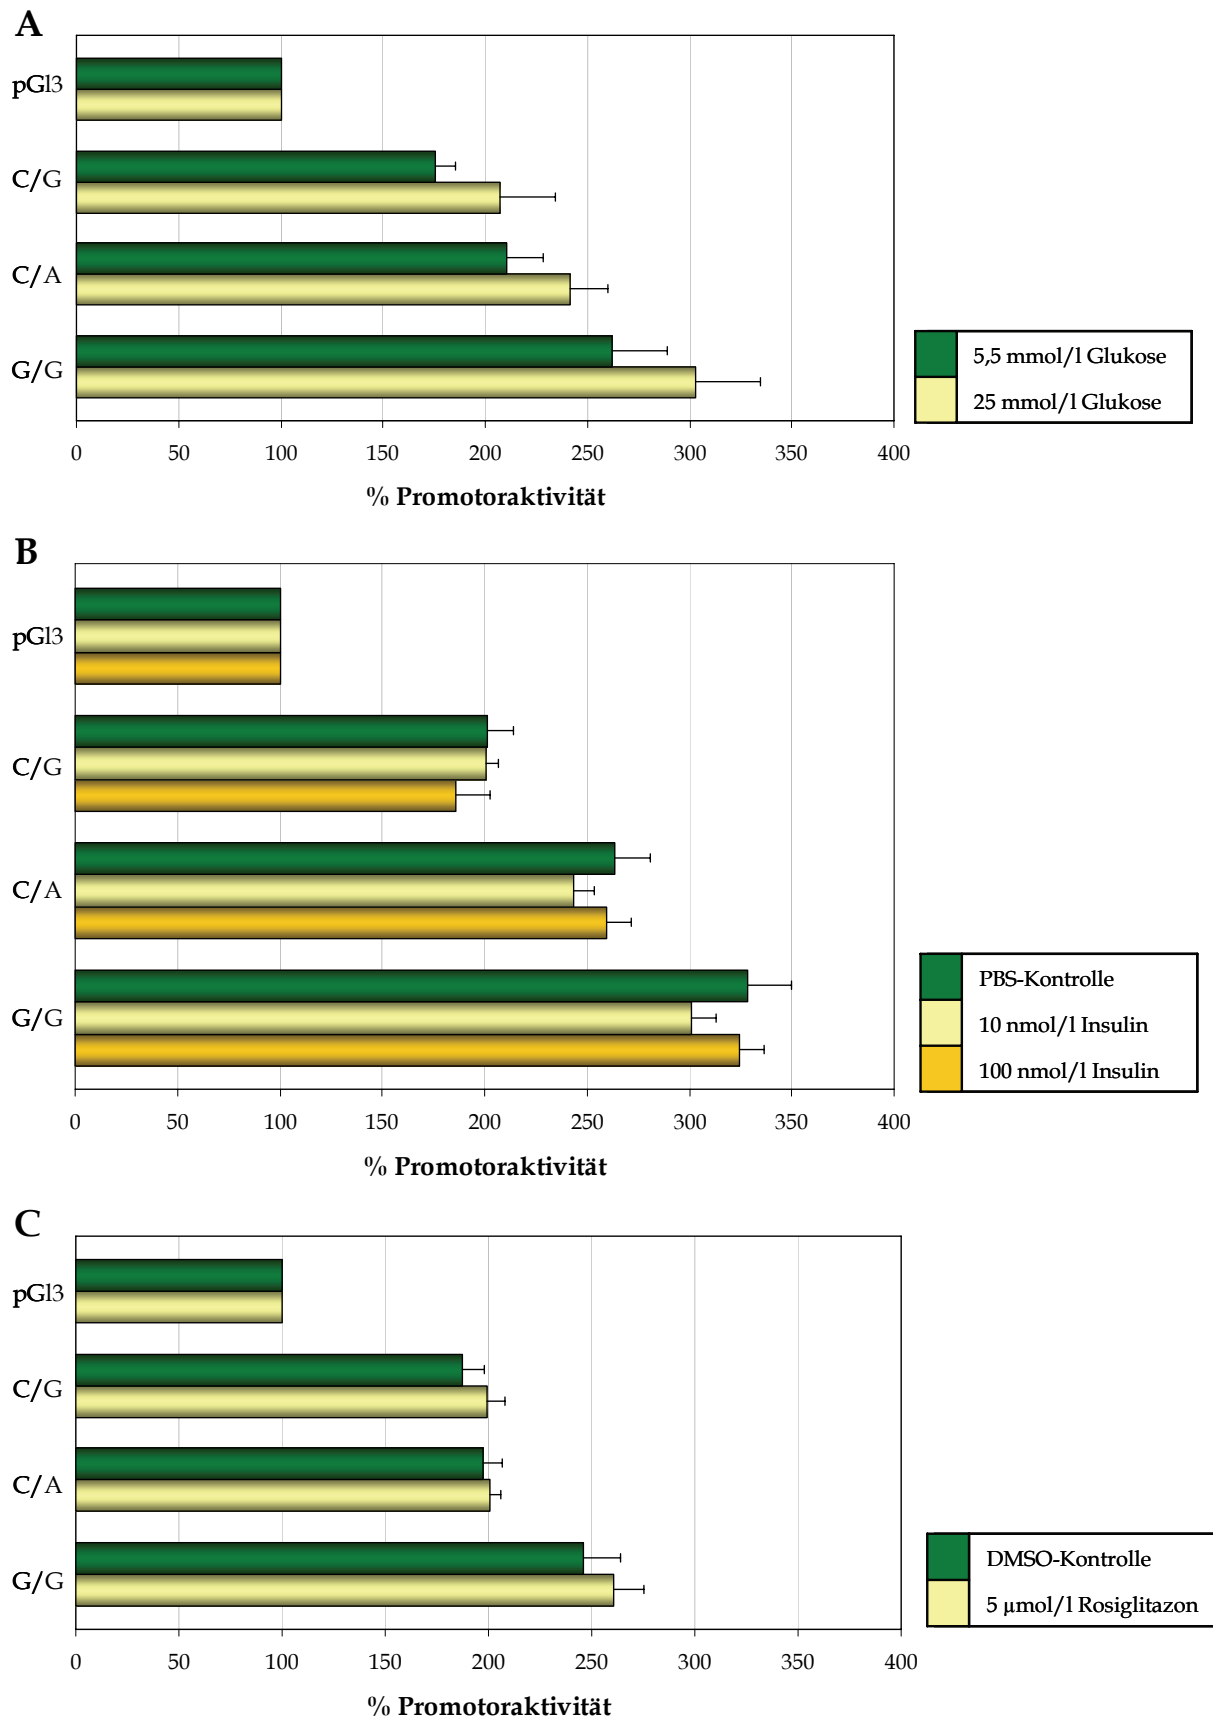 A
pGl3
C/G
C/A
G/G
0 50 100 150 200 250 300 350 400
% Promotoraktivität
5,5 mmol/l Glukose
25 mmol/l Glukose
B
pGl3
C/G
C/A
G/G
0 50 100 150 200 250 300 350 400
% Promotoraktivität
PBS-Kontrolle
10 nmol/l Insulin
100 nmol/l Insulin
C
pGl3
C/G
C/A
G/G
0 50 100 150 200 250 300 350 400
% Promotoraktivität
DMSO-Kontrolle
5 µmol/l Rosiglitazon